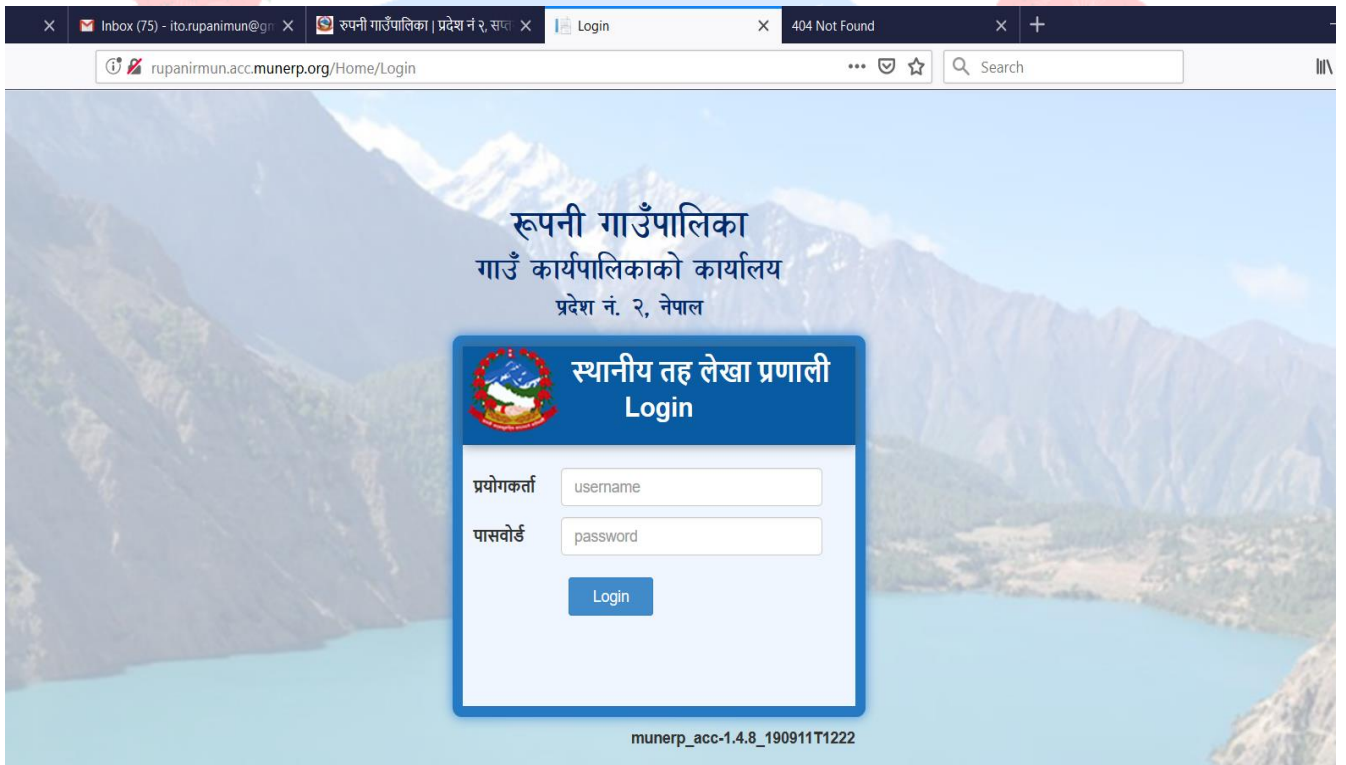 Inbox (75) - ito.rupanimun@gm
रुपनी गाउँपालिका | प्रदेश नं २, सप्त
Login
404 Not Found
rupanirmun.acc.munerp.org/Home/Login
Search
रूपनी गाउँपालिका
गाउँ कार्यपालिकाको कार्यालय
प्रदेश नं. २, नेपाल
स्थानीय तह लेखा प्रणाली
Login
प्रयोगकर्ता username
पासवोर्ड password
Login
munerp_acc-1.4.8_190911T1222